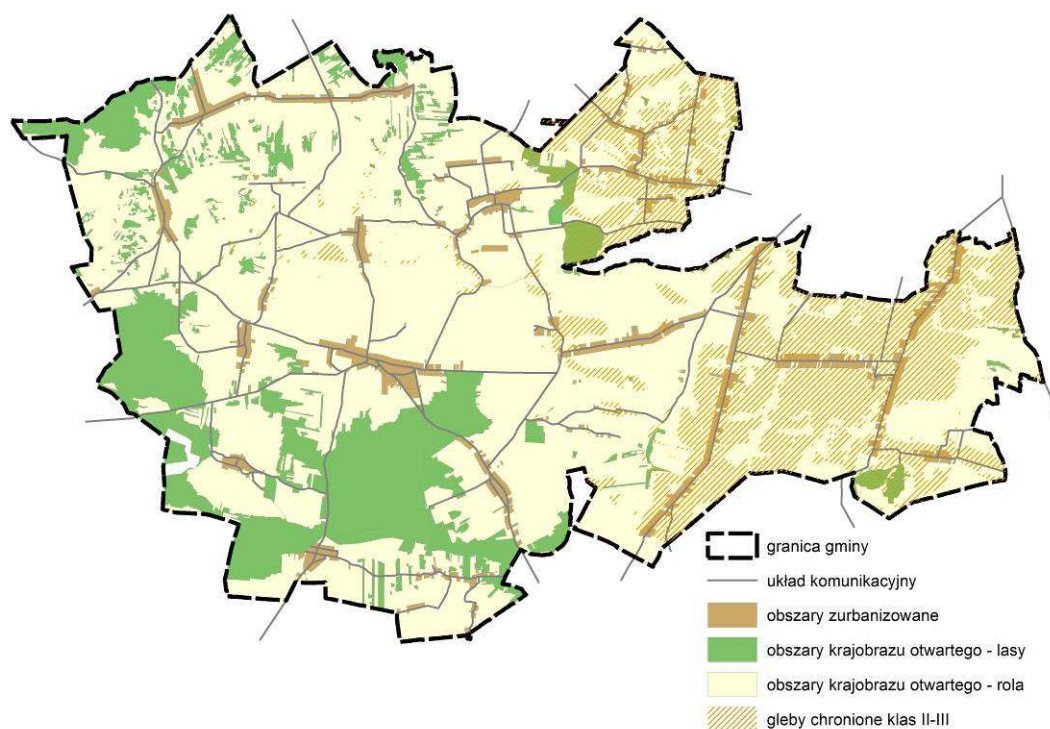 granica gminy
układ komunikacyjny
obszary zurbanizowane
obszary krajobrazu otwartego - lasy
obszary krajobrazu otwartego - rola
gleby chronione klas II-III